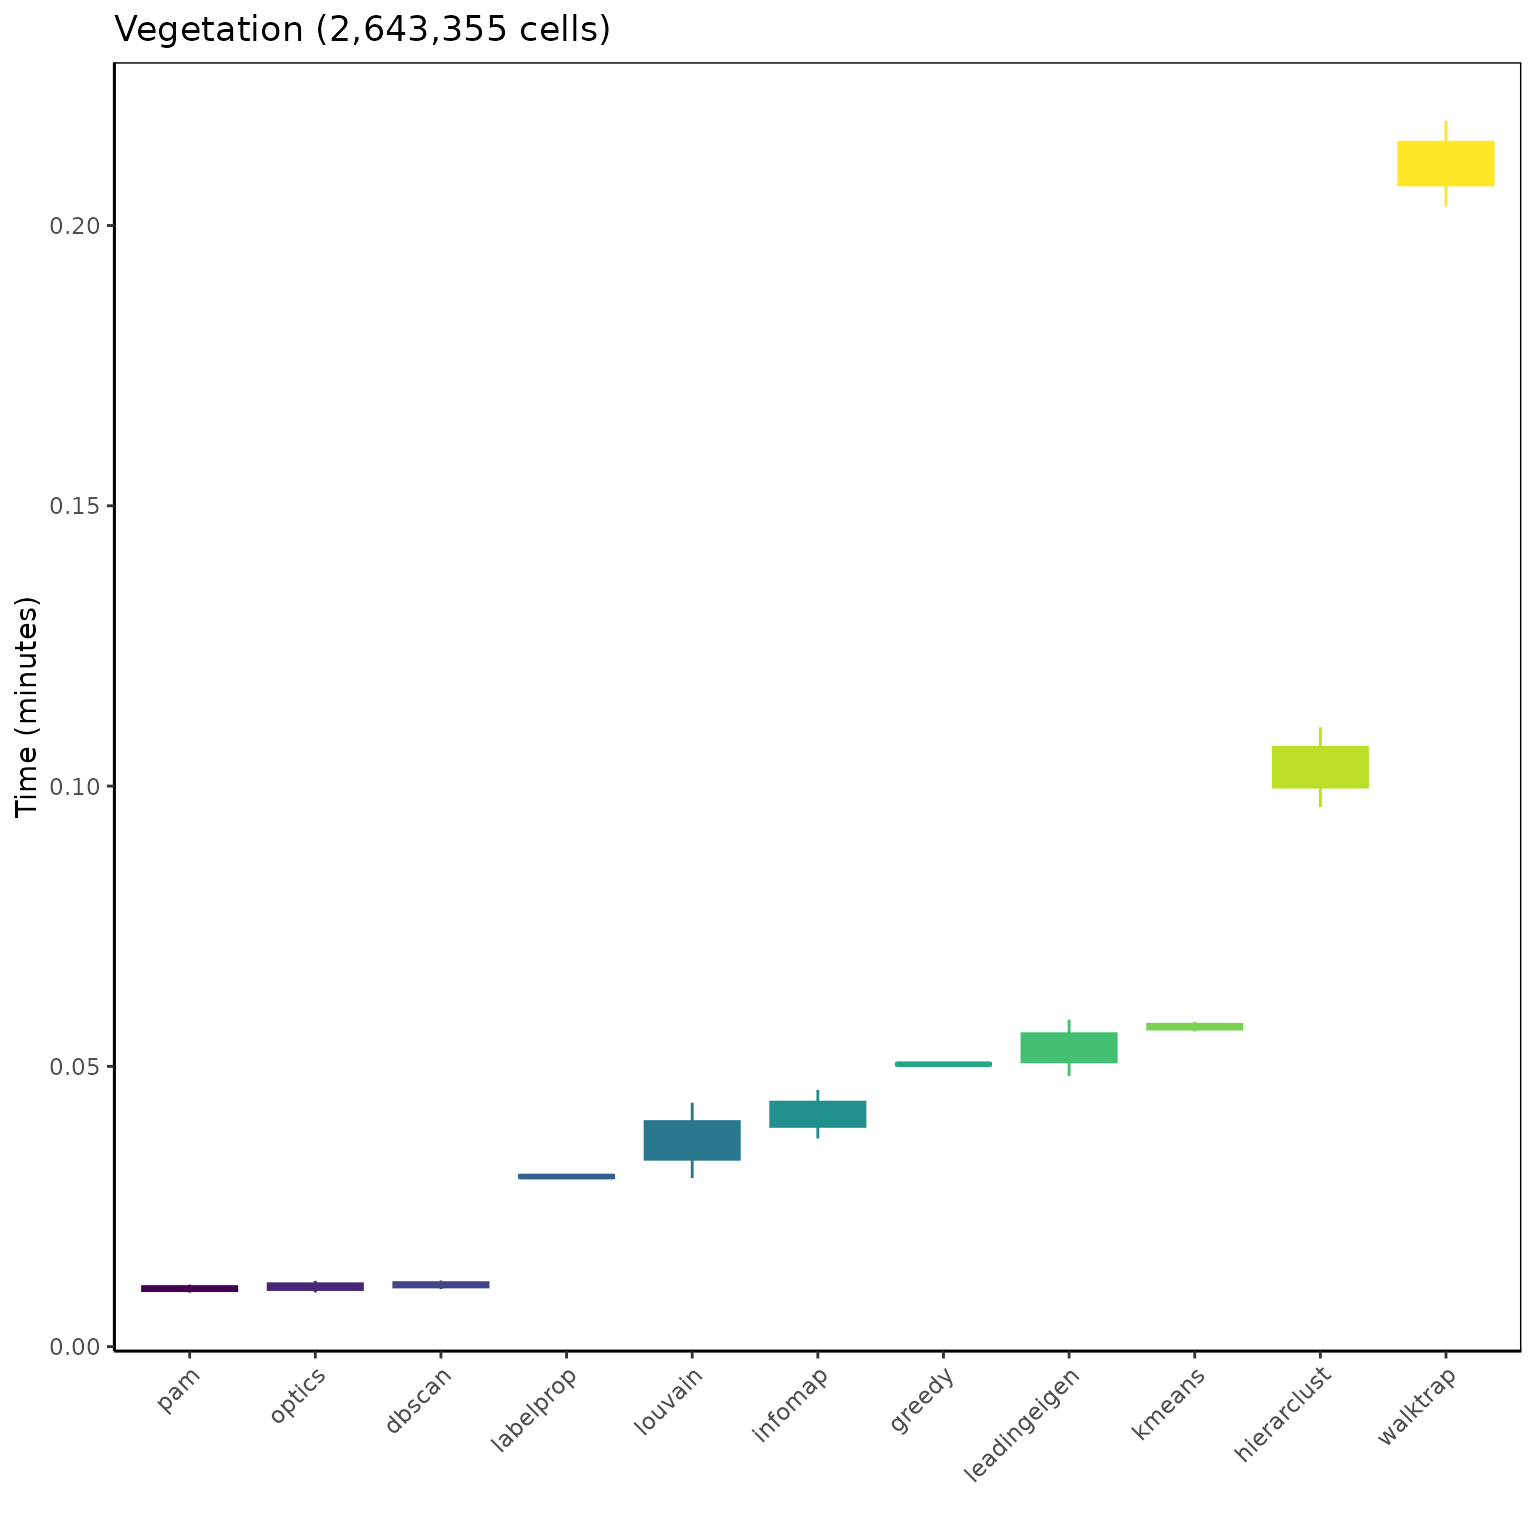 Vegetation (2,643,355 cells)
Time (minutes)
0.20
0.15
0.10
0.05
0.00
pam
optics
dbscan
labelprop
louvain
infomap
greedy
leadingeigen
kmeans
hierarclust
walktrap